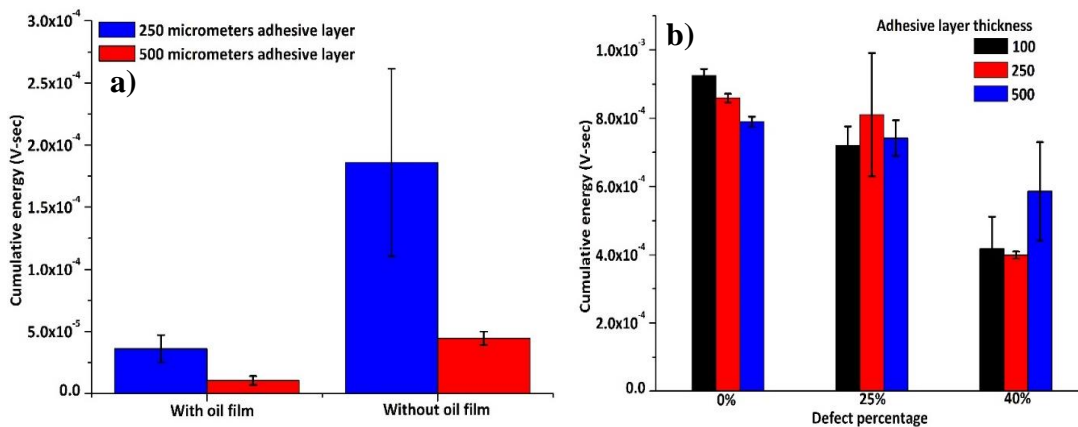 a)
Cumulative energy (V-sec)
3.0x10⁻⁴
2.5x10⁻⁴
2.0x10⁻⁴
1.5x10⁻⁴
1.0x10⁻⁴
5.0x10⁻⁵
0.0
250 micrometers adhesive layer
500 micrometers adhesive layer
With oil film
Without oil film
b)
Cumulative energy (V-sec)
1.0x10⁻³
8.0x10⁻⁴
6.0x10⁻⁴
4.0x10⁻⁴
2.0x10⁻⁴
0.0
Adhesive layer thickness
100
250
500
0%
25%
40%
Defect percentage